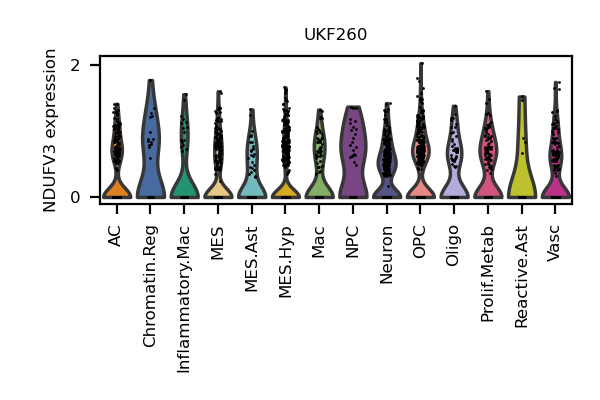 UKF260
NDUFV3 expression
2
0
AC
Chromatin.Reg
Inflammatory.Mac
MES
MES.Ast
MES.Hyp
Mac
NPC
Neuron
OPC
Oligo
Prolif.Metab
Reactive.Ast
Vasc